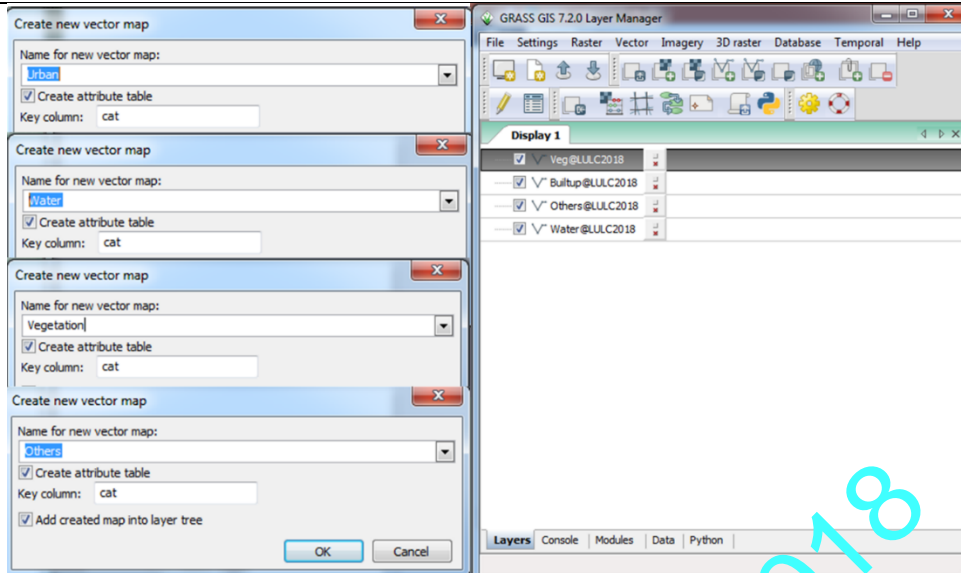 Create new vector map
Name for new vector map:
Urban
Create attribute table
Key column: cat
Create new vector map
Name for new vector map:
Water
Create attribute table
Key column: cat
Create new vector map
Name for new vector map:
Vegetation
Create attribute table
Key column: cat
Create new vector map
Name for new vector map:
Others
Create attribute table
Key column: cat
Add created map into layer tree
OK Cancel
GRASS GIS 7.2.0 Layer Manager
File Settings Raster Vector Imagery 3D raster Database Temporal Help
Display 1
Veg@LULC2018
Builtup@LULC2018
Others@LULC2018
Water@LULC2018
Layers Console Modules Data Python
018